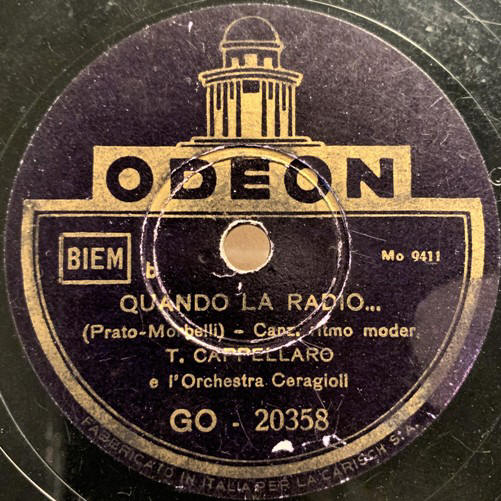 ODEON
BIEM
b
Mo 9411
QUANDO LA RADIO...
(Prato-Morbelli) - Canz. ritmo moder.
T. CAPPELLARO
e l'Orchestra Ceragioli
GO - 20358
FABBRICATO IN ITALIA PER LA CARISCH S. A.